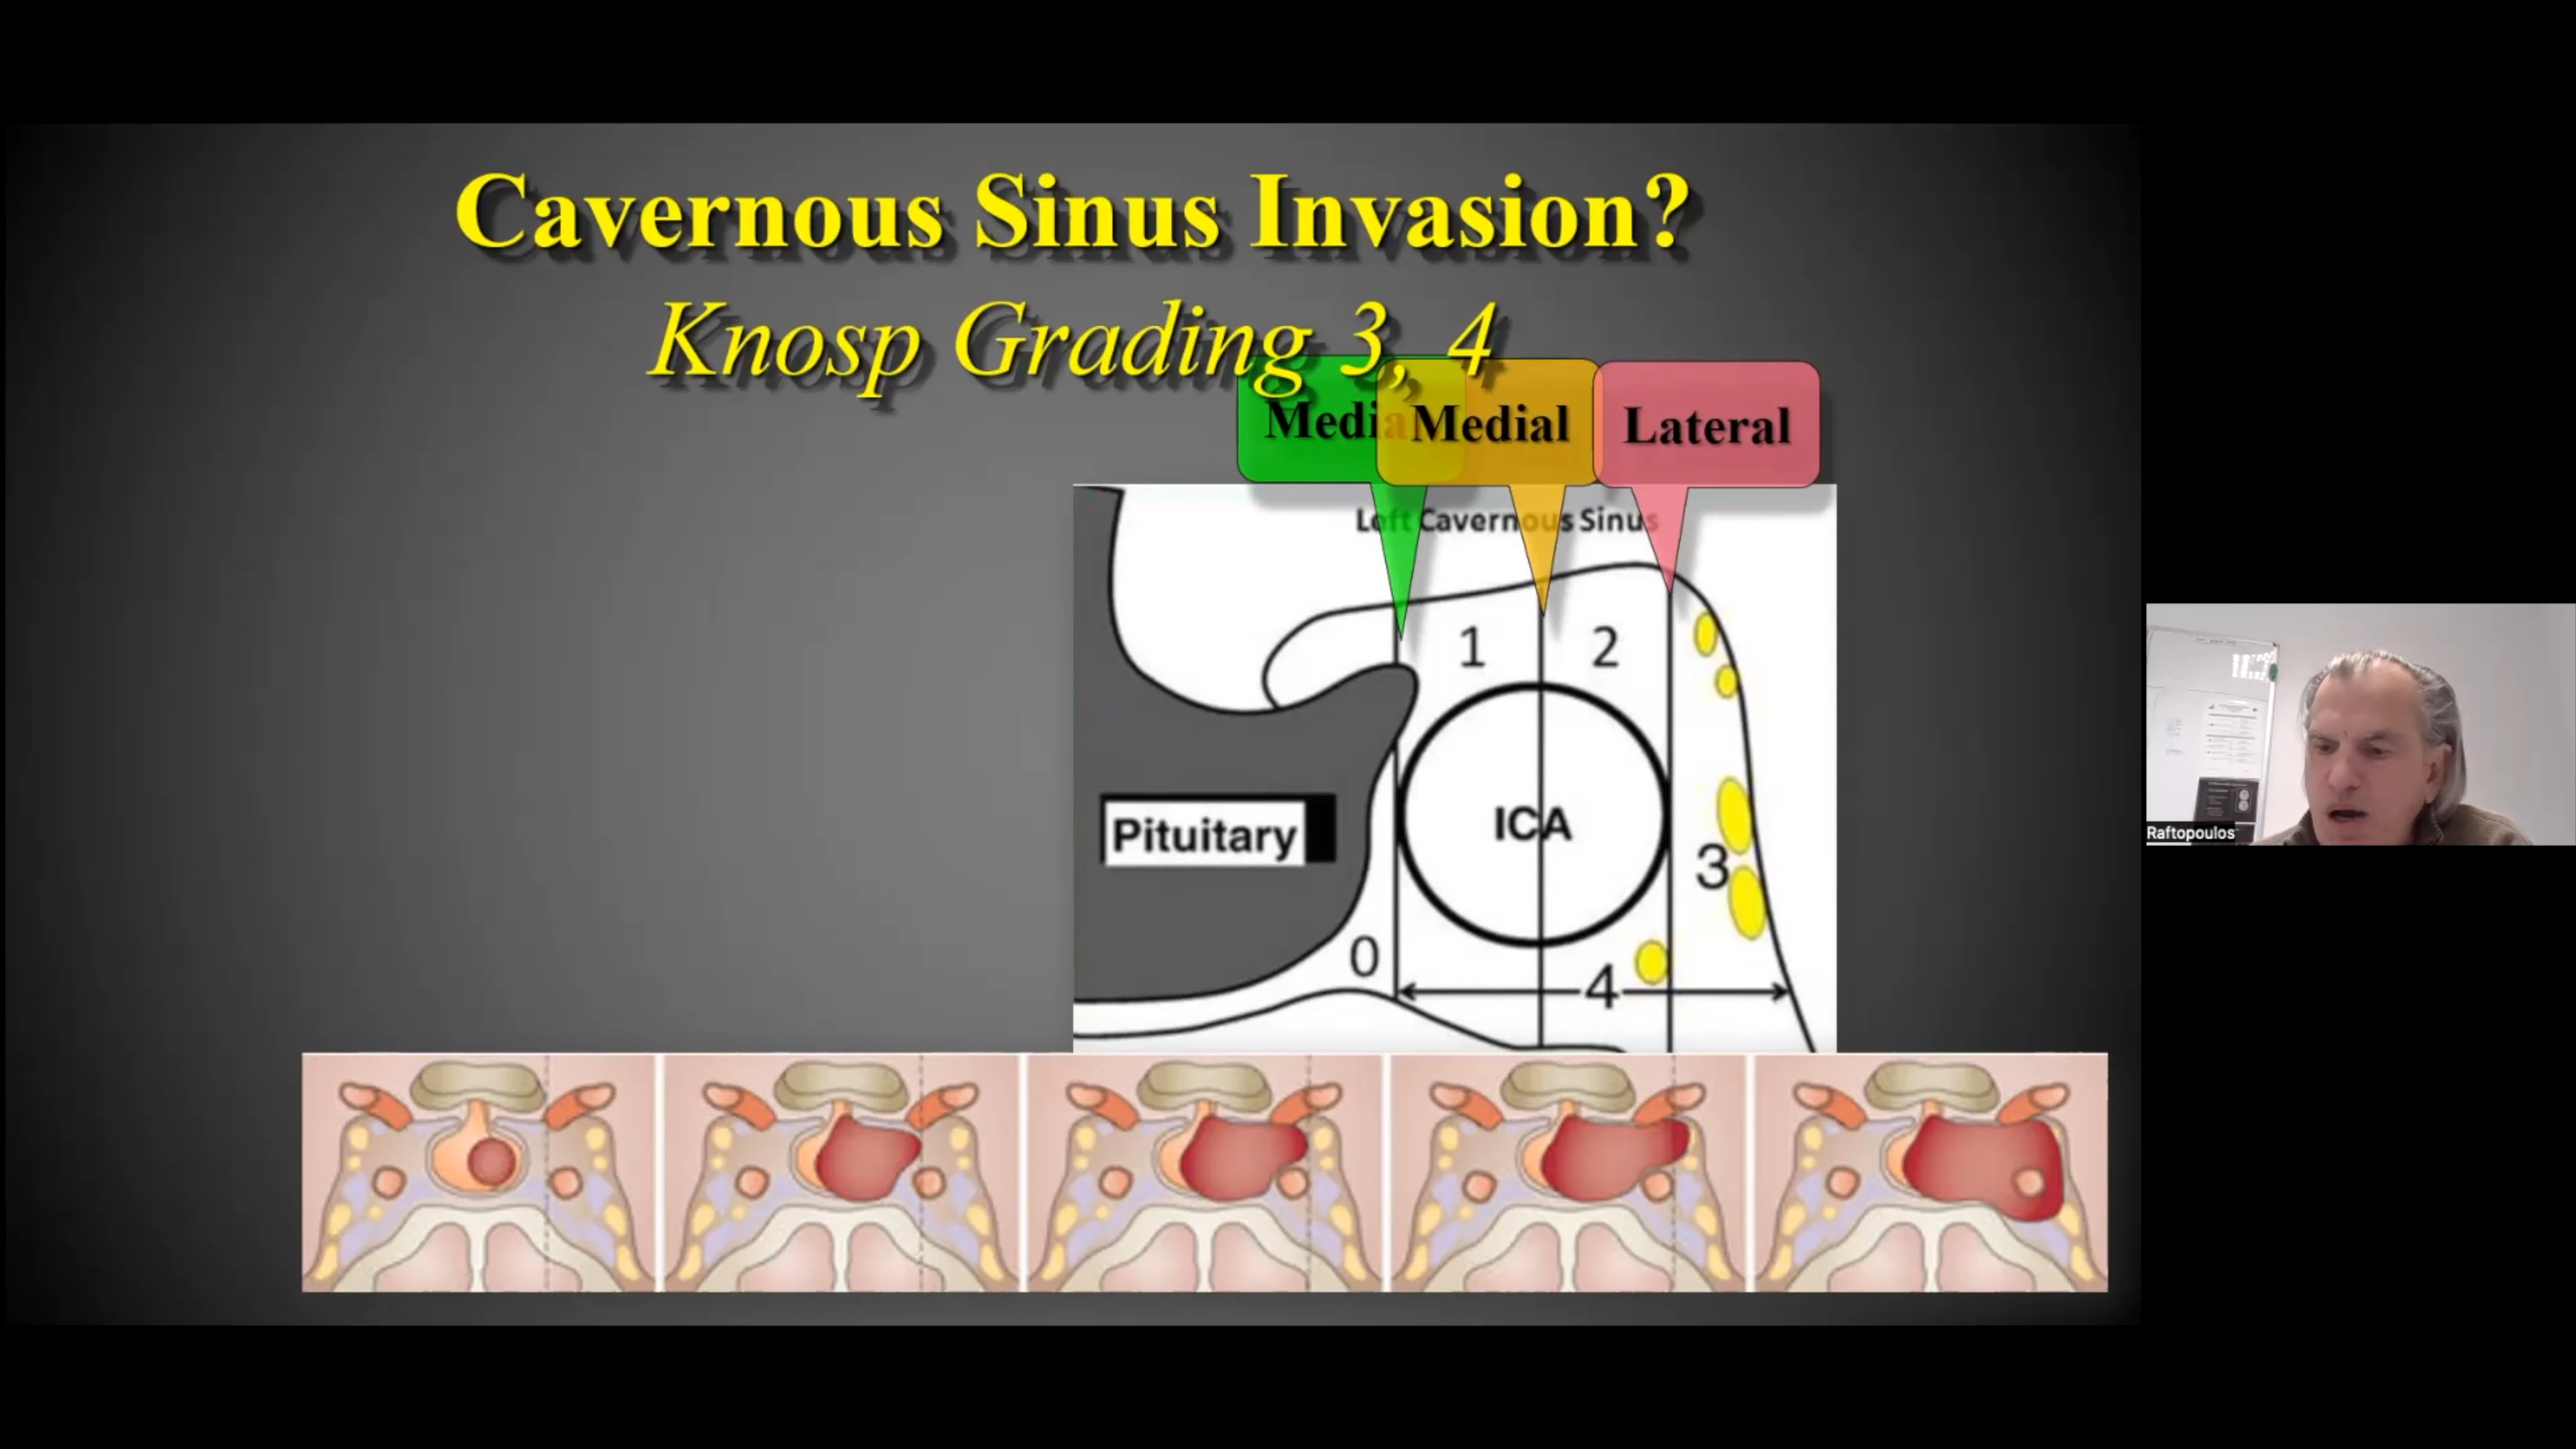 Cavernous Sinus Invasion?
Knosp Grading 3, 4
Media Medial Lateral
Left Cavernous Sinus
1 2
Pituitary
ICA
3
0
4
Raftopoulos